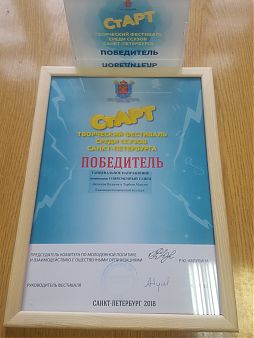 СТАРТ
ТВОРЧЕСКИЙ ФЕСТИВАЛЬ
СРЕДИ ССУЗОВ
САНКТ-ПЕТЕРБУРГА
ПОБЕДИТЕЛЬ
СТАРТ
ТВОРЧЕСКИЙ ФЕСТИВАЛЬ
СРЕДИ ССУЗОВ
САНКТ-ПЕТЕРБУРГА
ПОБЕДИТЕЛЬ
ТАНЦЕВАЛЬНОЕ НАПРАВЛЕНИЕ
номинация СОВРЕМЕННЫЙ ТАНЕЦ
ПРЕДСЕДАТЕЛЬ КОМИТЕТА ПО МОЛОДЕЖНОЙ ПОЛИТИКЕ
И ВЗАИМОДЕЙСТВИЮ С ОБЩЕСТВЕННЫМИ ОРГАНИЗАЦИЯМИ
РУКОВОДИТЕЛЬ ФЕСТИВАЛЯ
САНКТ-ПЕТЕРБУРГ 2018